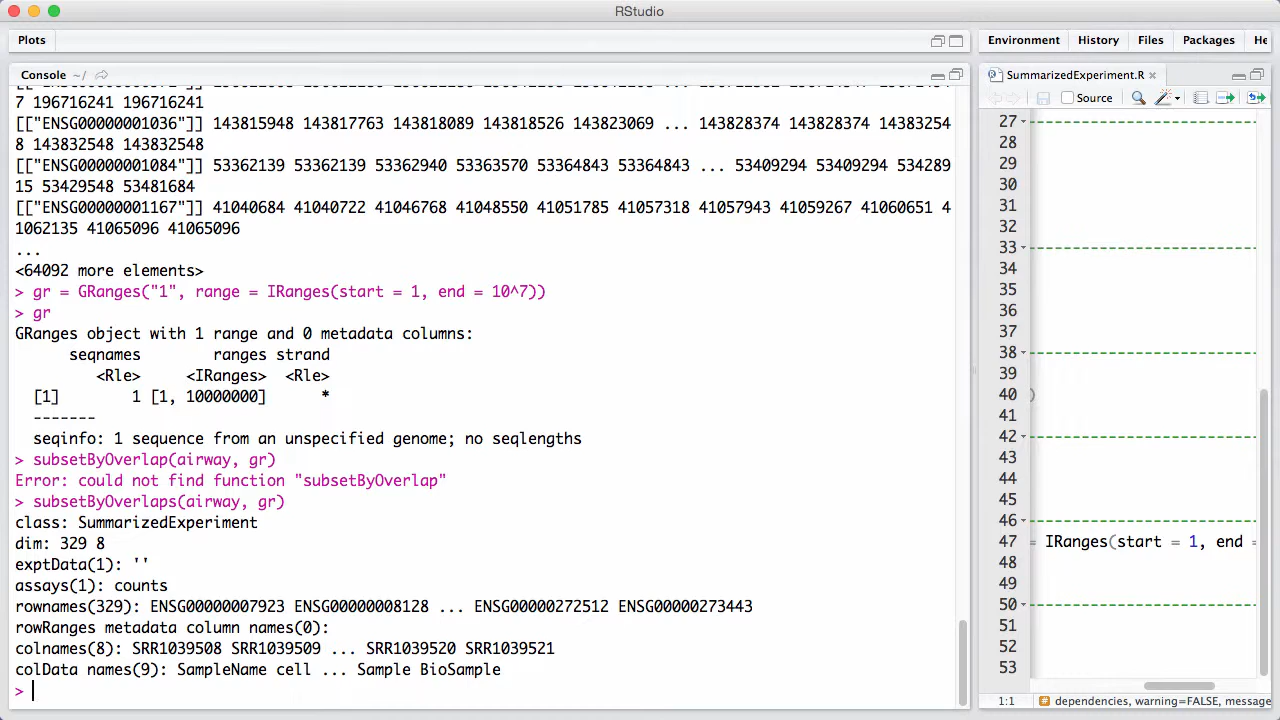 RStudio
Plots
Console ~/
7 196716241 196716241
[["ENSG00000001036"]] 143815948 143817763 143818089 143818526 143823069 ... 143828374 143828374 14383254
8 143832548 143832548
[["ENSG00000001084"]] 53362139 53362139 53362940 53363570 53364843 53364843 ... 53409294 53409294 534289
15 53429548 53481684
[["ENSG00000001167"]] 41040684 41040722 41046768 41048550 41051785 41057318 41057943 41059267 41060651 4
1062135 41065096 41065096
...
<64092 more elements>
> gr = GRanges("1", range = IRanges(start = 1, end = 10^7))
> gr
GRanges object with 1 range and 0 metadata columns:
seqnames ranges strand
<Rle> <IRanges> <Rle>
[1] 1 [1, 10000000] *
-------
seqinfo: 1 sequence from an unspecified genome; no seqlengths
> subsetByOverlap(airway, gr)
Error: could not find function "subsetByOverlap"
> subsetByOverlaps(airway, gr)
class: SummarizedExperiment
dim: 329 8
exptData(1): ''
assays(1): counts
rownames(329): ENSG00000007923 ENSG00000008128 ... ENSG00000272512 ENSG00000273443
rowRanges metadata column names(0):
colnames(8): SRR1039508 SRR1039509 ... SRR1039520 SRR1039521
colData names(9): SampleName cell ... Sample BioSample
>
Environment History Files Packages He
SummarizedExperiment.R
Source
27
28
29
30
31
32
33
34
35
36
37
38
39
40 )
41
42
43
44
45
46
47 = IRanges(start = 1, end =
48
49
50
51
52
53
1:1 # dependencies, warning=FALSE, message